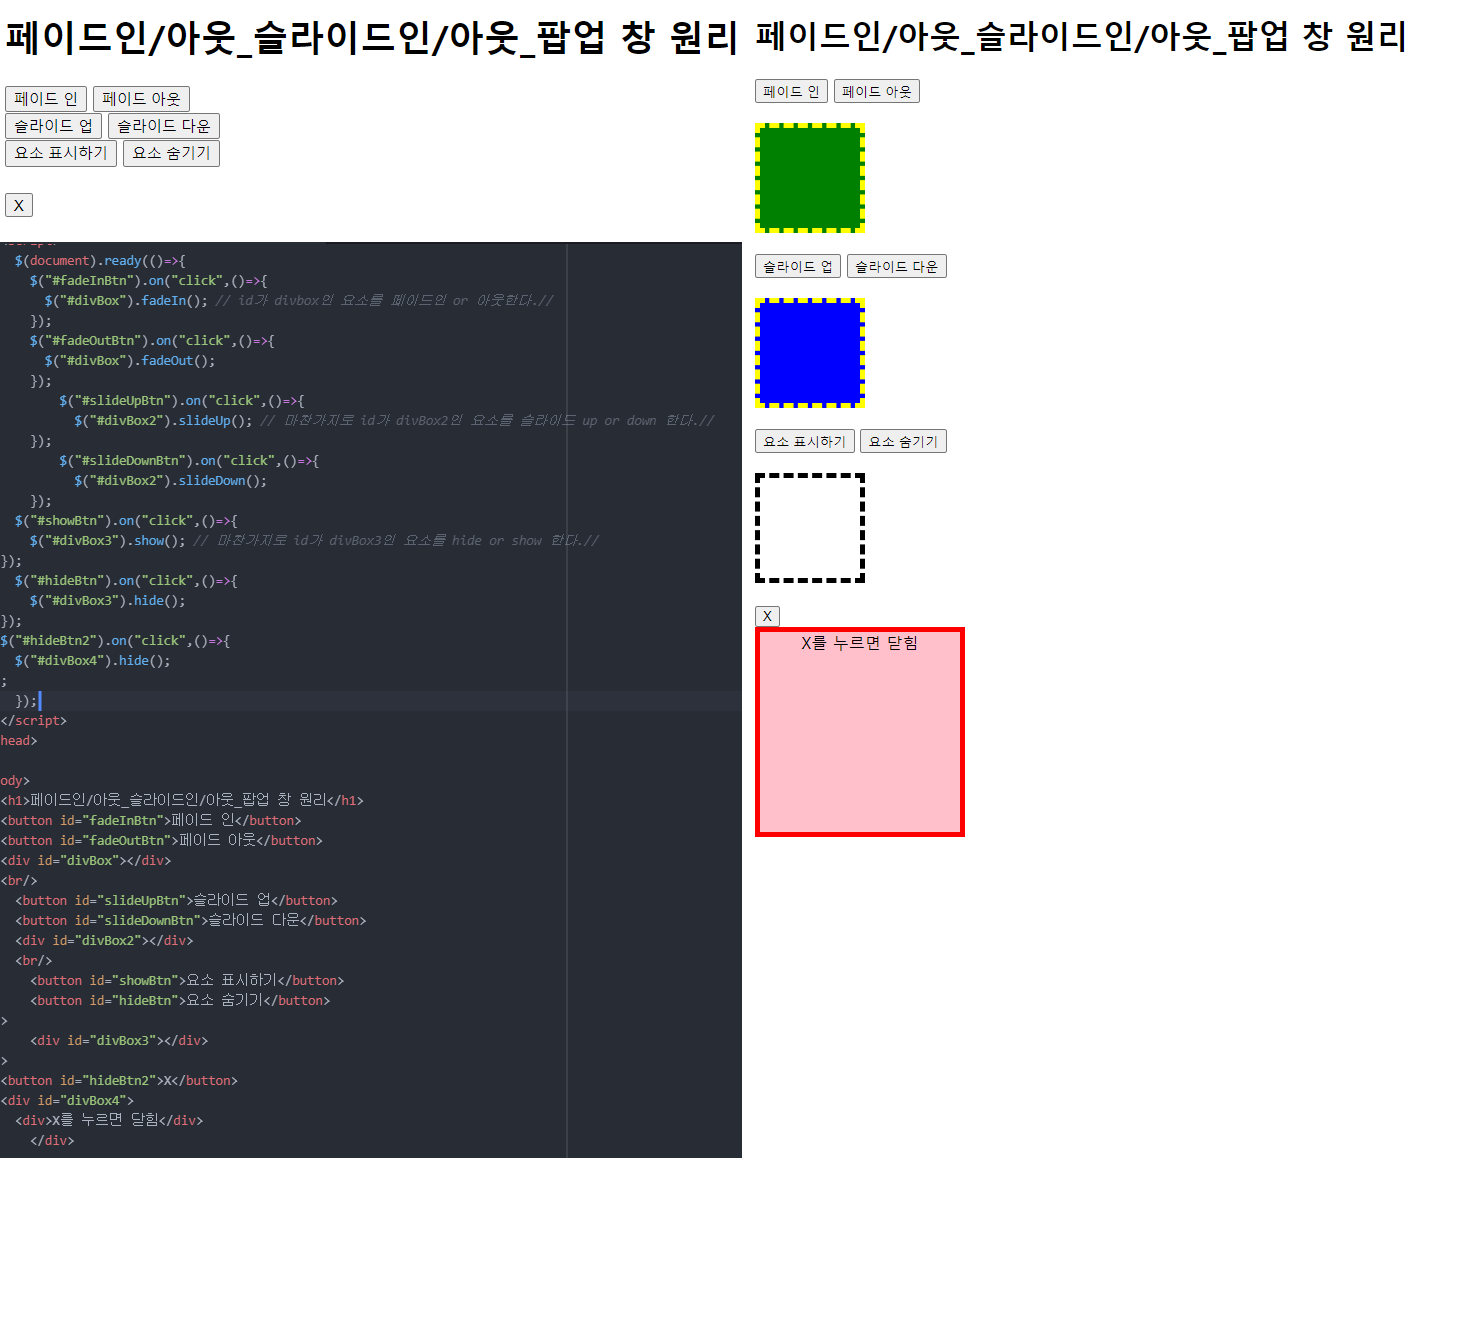 페이드인/아웃_슬라이드인/아웃_팝업 창 원리
페이드 인 페이드 아웃
슬라이드 업 슬라이드 다운
요소 표시하기 요소 숨기기
X
$(document).ready(()=>{
$("#fadeInBtn").on("click",()=>{
$("#divBox").fadeIn(); // id가 divbox인 요소를 페이드인 or 아웃한다.//
});
$("#fadeOutBtn").on("click",()=>{
$("#divBox").fadeOut();
});
$("#slideUpBtn").on("click",()=>{
$("#divBox2").slideUp(); // 마찬가지로 id가 divBox2인 요소를 슬라이드 up or down 한다.//
});
$("#slideDownBtn").on("click",()=>{
$("#divBox2").slideDown();
});
$("#showBtn").on("click",()=>{
$("#divBox3").show(); // 마찬가지로 id가 divBox3인 요소를 hide or show 한다.//
});
$("#hideBtn").on("click",()=>{
$("#divBox3").hide();
});
$("#hideBtn2").on("click",()=>{
$("#divBox4").hide();
;
});
</script>
head>
ody>
<h1>페이드인/아웃_슬라이드인/아웃_팝업 창 원리</h1>
<button id="fadeInBtn">페이드 인</button>
<button id="fadeOutBtn">페이드 아웃</button>
<div id="divBox"></div>
<br/>
<button id="slideUpBtn">슬라이드 업</button>
<button id="slideDownBtn">슬라이드 다운</button>
<div id="divBox2"></div>
<br/>
<button id="showBtn">요소 표시하기</button>
<button id="hideBtn">요소 숨기기</button>
>
<div id="divBox3"></div>
>
<button id="hideBtn2">X</button>
<div id="divBox4">
<div>X를 누르면 닫힘</div>
</div>
페이드인/아웃_슬라이드인/아웃_팝업 창 원리
페이드 인 페이드 아웃
슬라이드 업 슬라이드 다운
요소 표시하기 요소 숨기기
X
X를 누르면 닫힘